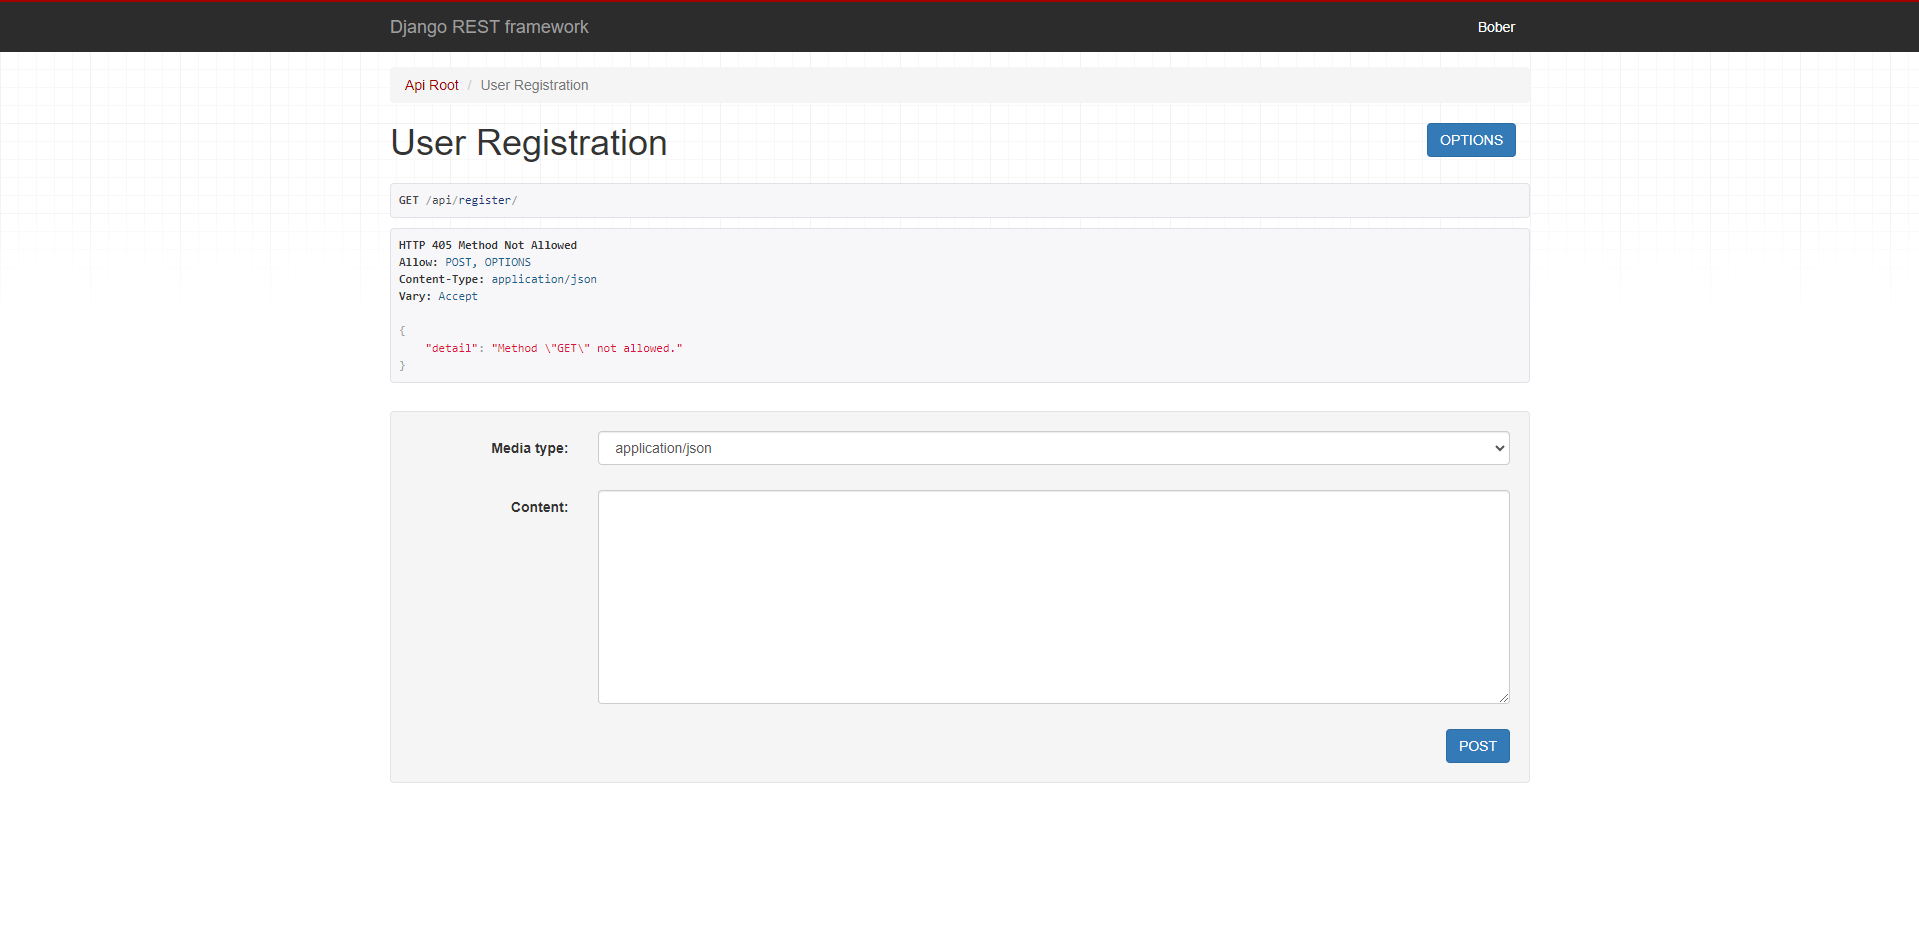 Django REST framework
Bober
Api Root / User Registration
User Registration
OPTIONS
GET /api/register/
HTTP 405 Method Not Allowed
Allow: POST, OPTIONS
Content-Type: application/json
Vary: Accept
{
    "detail": "Method \"GET\" not allowed."
}
Media type:
application/json
Content:
POST